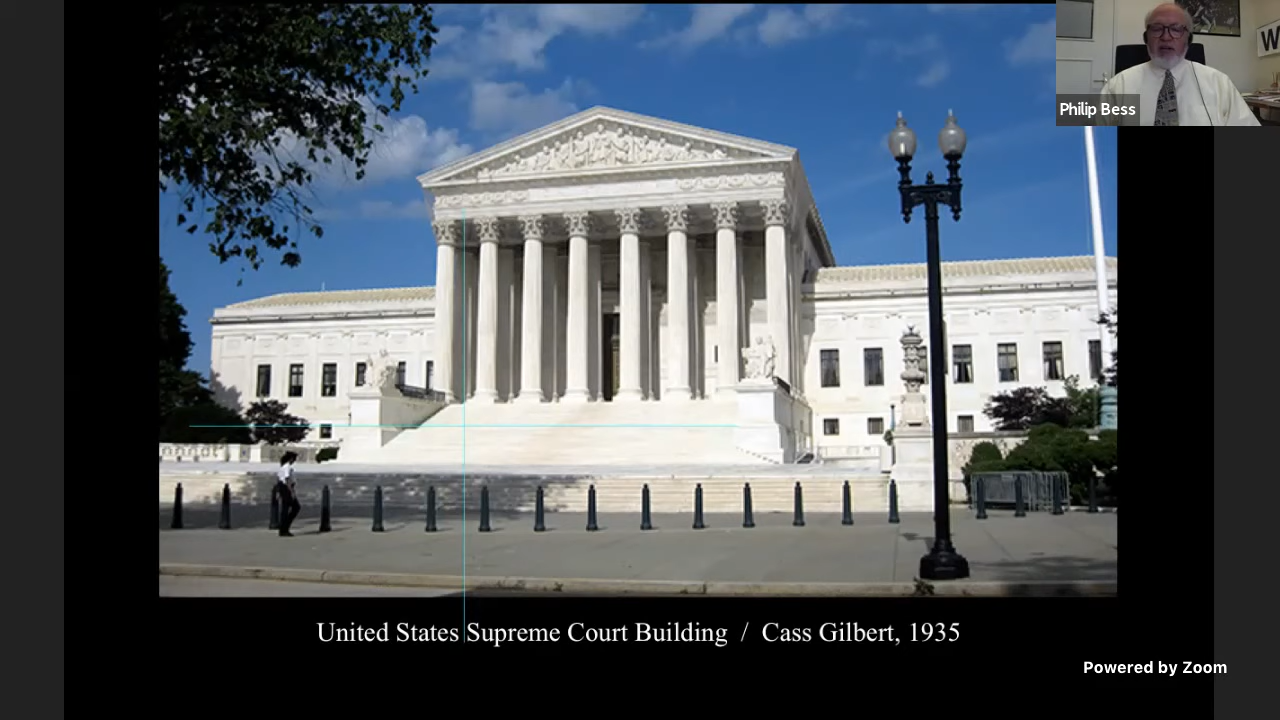 Philip Bess
W
United States Supreme Court Building / Cass Gilbert, 1935
Powered by Zoom